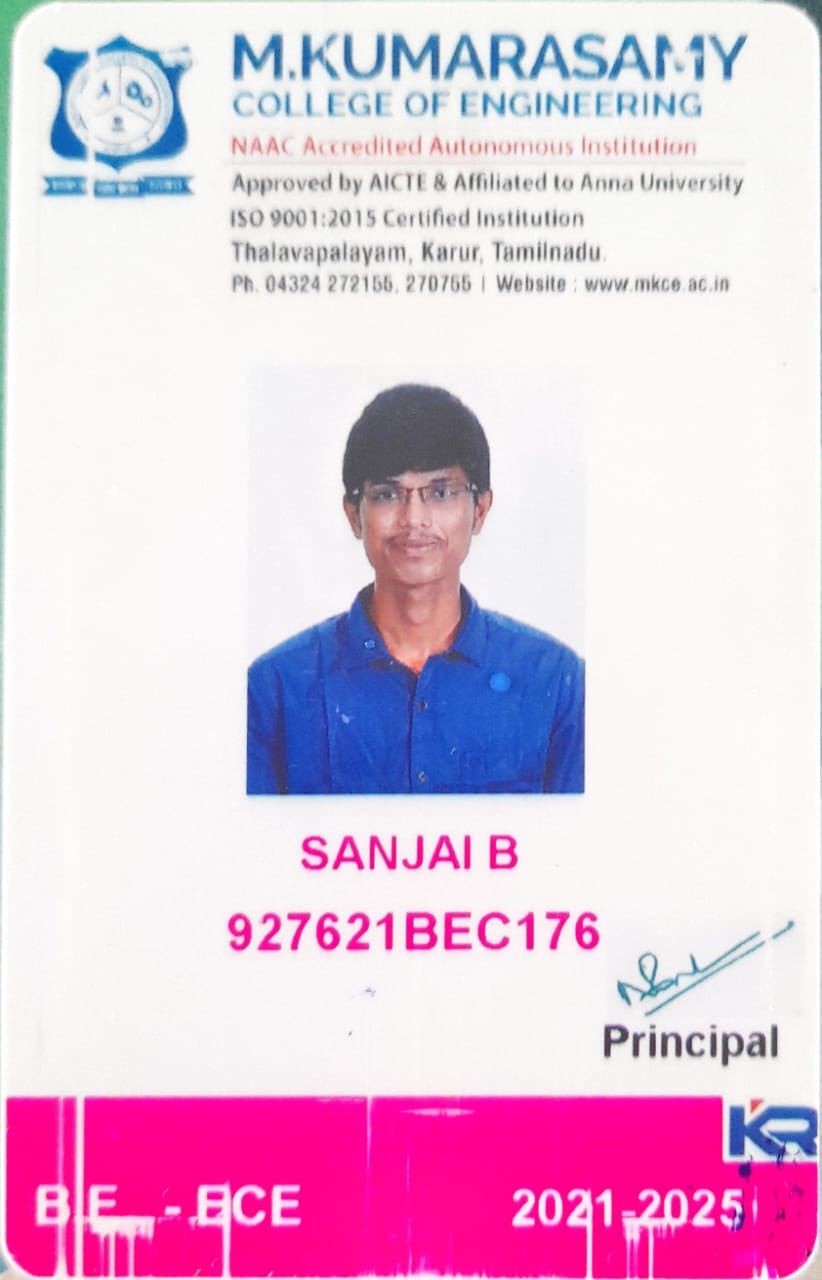 M.KUMARASAMY
COLLEGE OF ENGINEERING
NAAC Accredited Autonomous Institution
Approved by AICTE & Affiliated to Anna University
ISO 9001:2015 Certified Institution
Thalavapalayam, Karur, Tamilnadu.
Ph. 04324 272155, 270755 | Website : www.mkce.ac.in
SANJAI B
927621BEC176
Principal
KR
B.E - ECE
2021-2025